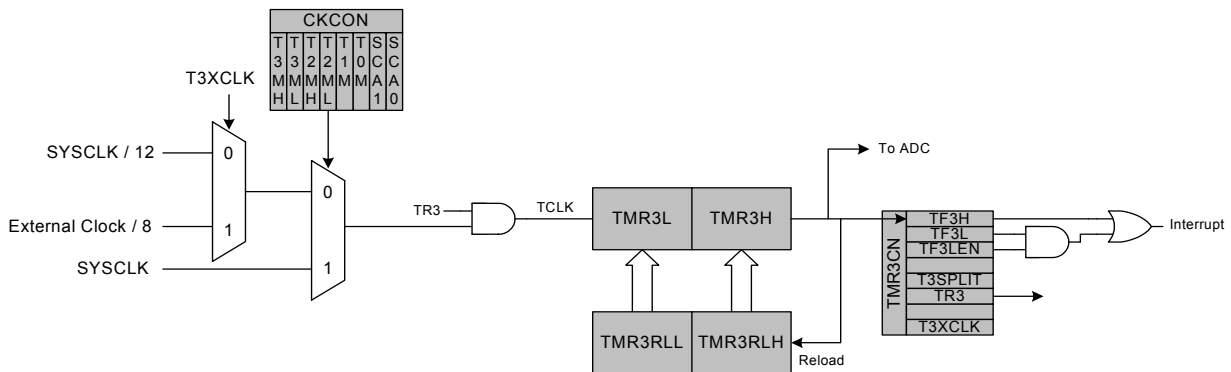 CKCON
T3MH
T3ML
T2MH
T2ML
T1M
T0M
SCA1
SCA0
T3XCLK
SYSCLK / 12
0
1
External Clock / 8
SYSCLK
0
1
TR3
TCLK
TMR3L
TMR3H
To ADC
TMR3RLL
TMR3RLH
Reload
TMR3CN
TF3H
TF3L
TF3LEN
T3SPLIT
TR3
T3XCLK
Interrupt